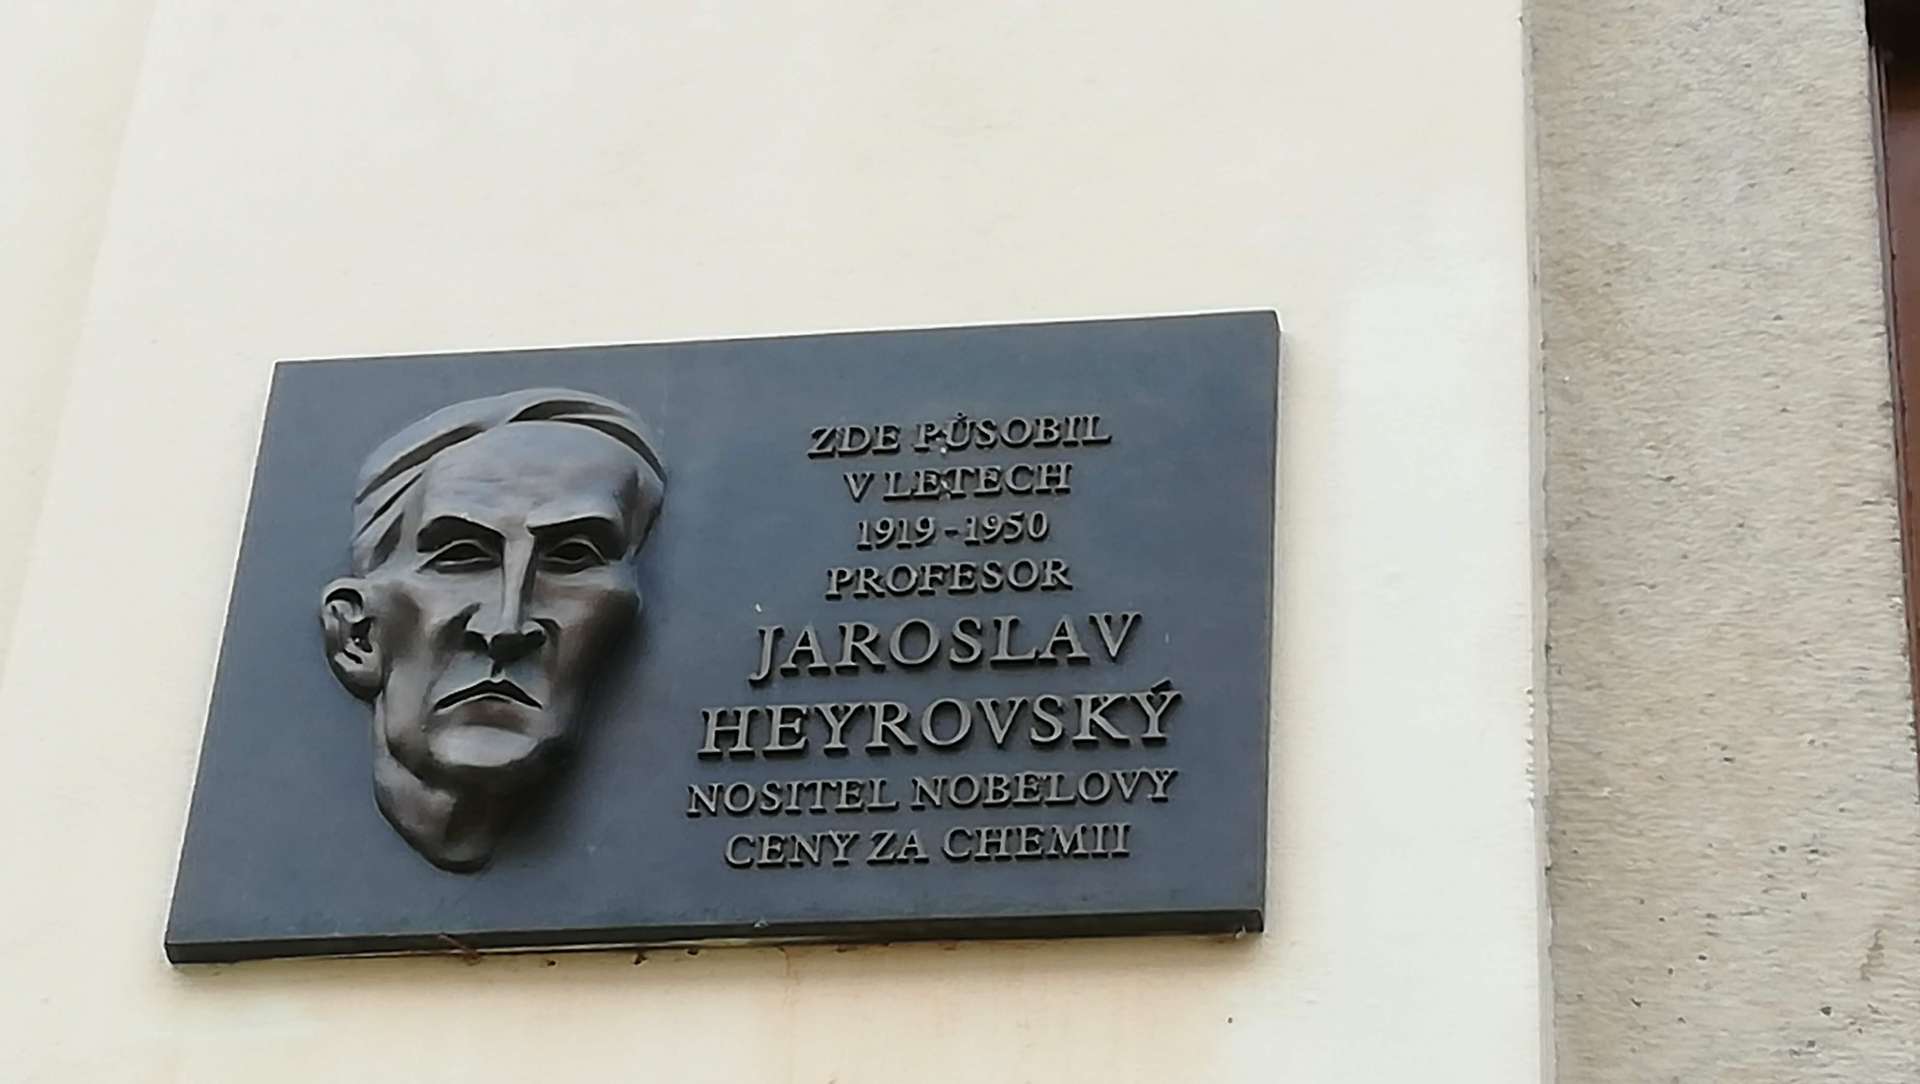 ZDE PŮSOBIL
V LETECH
1919-1950
PROFESOR
JAROSLAV
HEYROVSKÝ
NOSITEL NOBELOVY
CENY ZA CHEMII